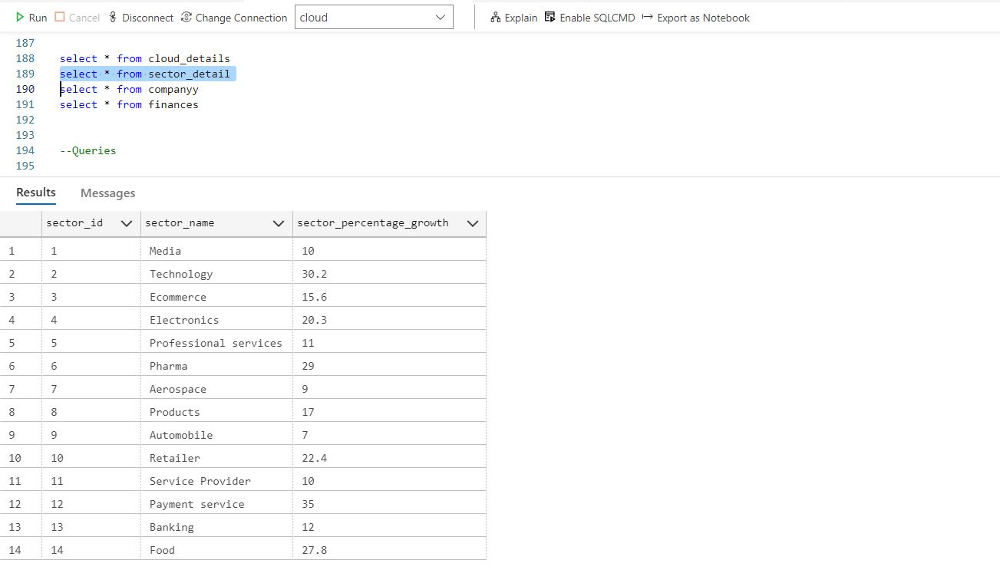 Run Cancel Disconnect Change Connection cloud Explain Enable SQLCMD Export as Notebook
187
188 select * from cloud_details
189 select * from sector_detail
190 select * from companyy
191 select * from finances
192
193
194 --Queries
195
Results Messages
sector_id sector_name sector_percentage_growth
1 1 Media 10
2 2 Technology 30.2
3 3 Ecommerce 15.6
4 4 Electronics 20.3
5 5 Professional services 11
6 6 Pharma 29
7 7 Aerospace 9
8 8 Products 17
9 9 Automobile 7
10 10 Retailer 22.4
11 11 Service Provider 10
12 12 Payment service 35
13 13 Banking 12
14 14 Food 27.8